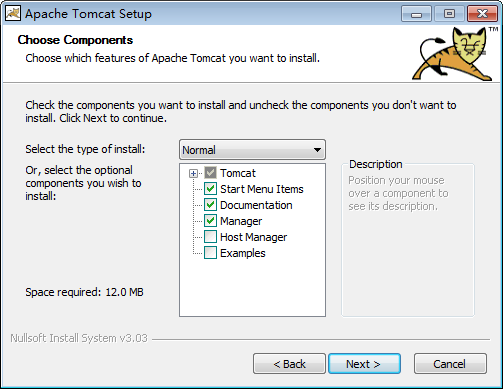 Apache Tomcat Setup
Choose Components
Choose which features of Apache Tomcat you want to install.
TM
Check the components you want to install and uncheck the components you don't want to
install. Click Next to continue.
Select the type of install:
Normal
Or, select the optional
components you wish to
install:
Tomcat
Start Menu Items
Documentation
Manager
Host Manager
Examples
Description
Position your mouse
over a component to
see its description.
Space required: 12.0 MB
Nullsoft Install System v3.03
< Back
Next >
Cancel